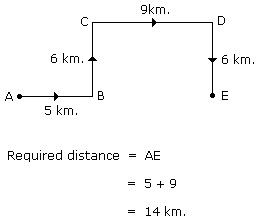 9km.
C D
6 km. 6 km.
A B E
5 km.
Required distance = AE
= 5 + 9
= 14 km.